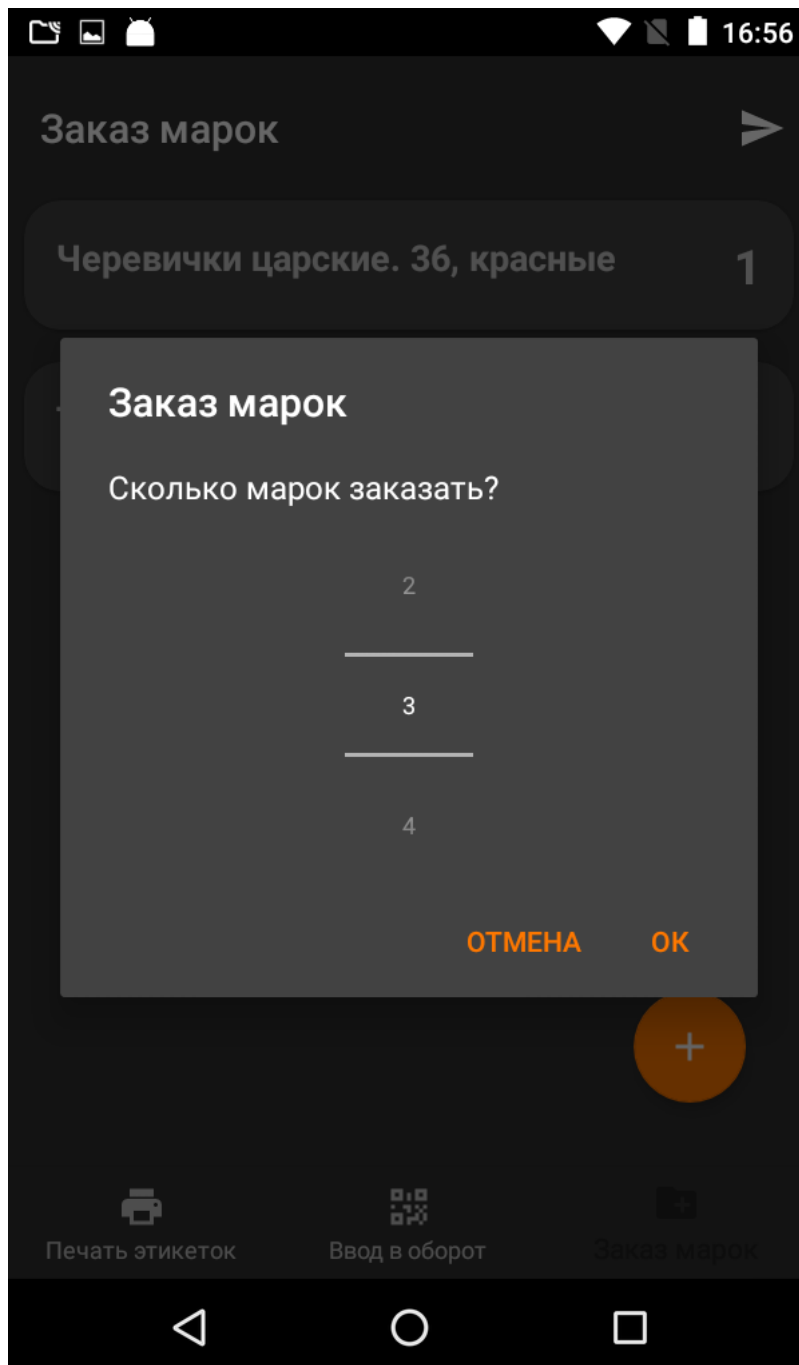 16:56
Заказ марок
Черевички царские. 36, красные
1
Заказ марок
Сколько марок заказать?
2
3
4
ОТМЕНА
ОК
+
Печать этикеток
Ввод в оборот
Заказ марок